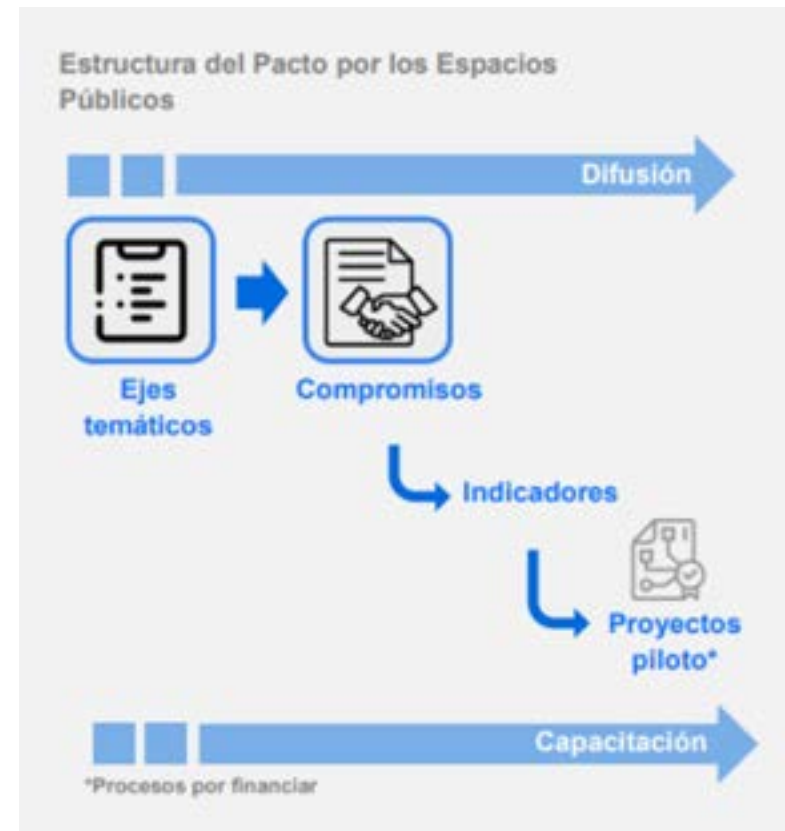 Estructura del Pacto por los Espacios
Públicos
Difusión
Ejes
temáticos
Compromisos
Indicadores
Proyectos
piloto*
Capacitación
*Procesos por financiar